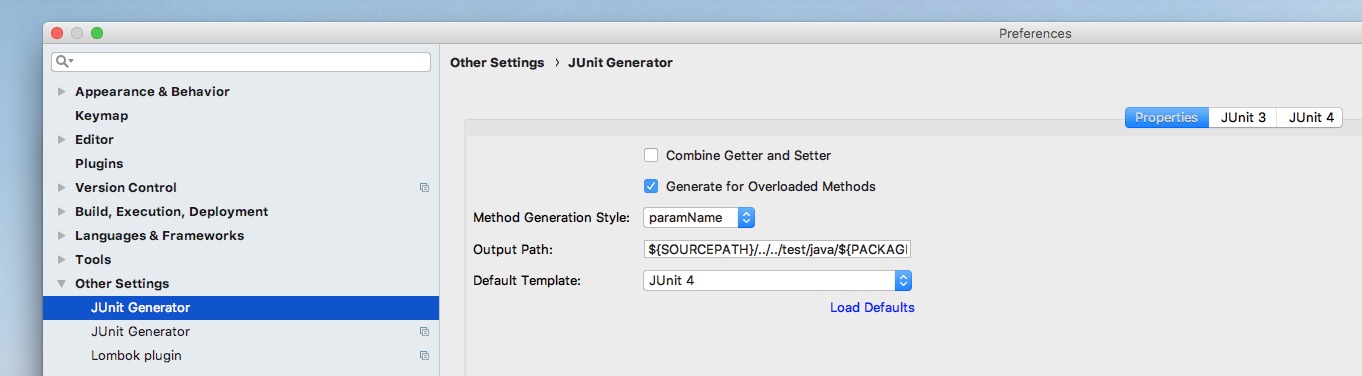 Preferences
Appearance & Behavior
Keymap
Editor
Plugins
Version Control
Build, Execution, Deployment
Languages & Frameworks
Tools
Other Settings
JUnit Generator
JUnit Generator
Lombok plugin
Other Settings › JUnit Generator
Properties JUnit 3 JUnit 4
Combine Getter and Setter
Generate for Overloaded Methods
Method Generation Style: paramName
Output Path: ${SOURCEPATH}/../../test/java/${PACKAG
Default Template: JUnit 4
Load Defaults